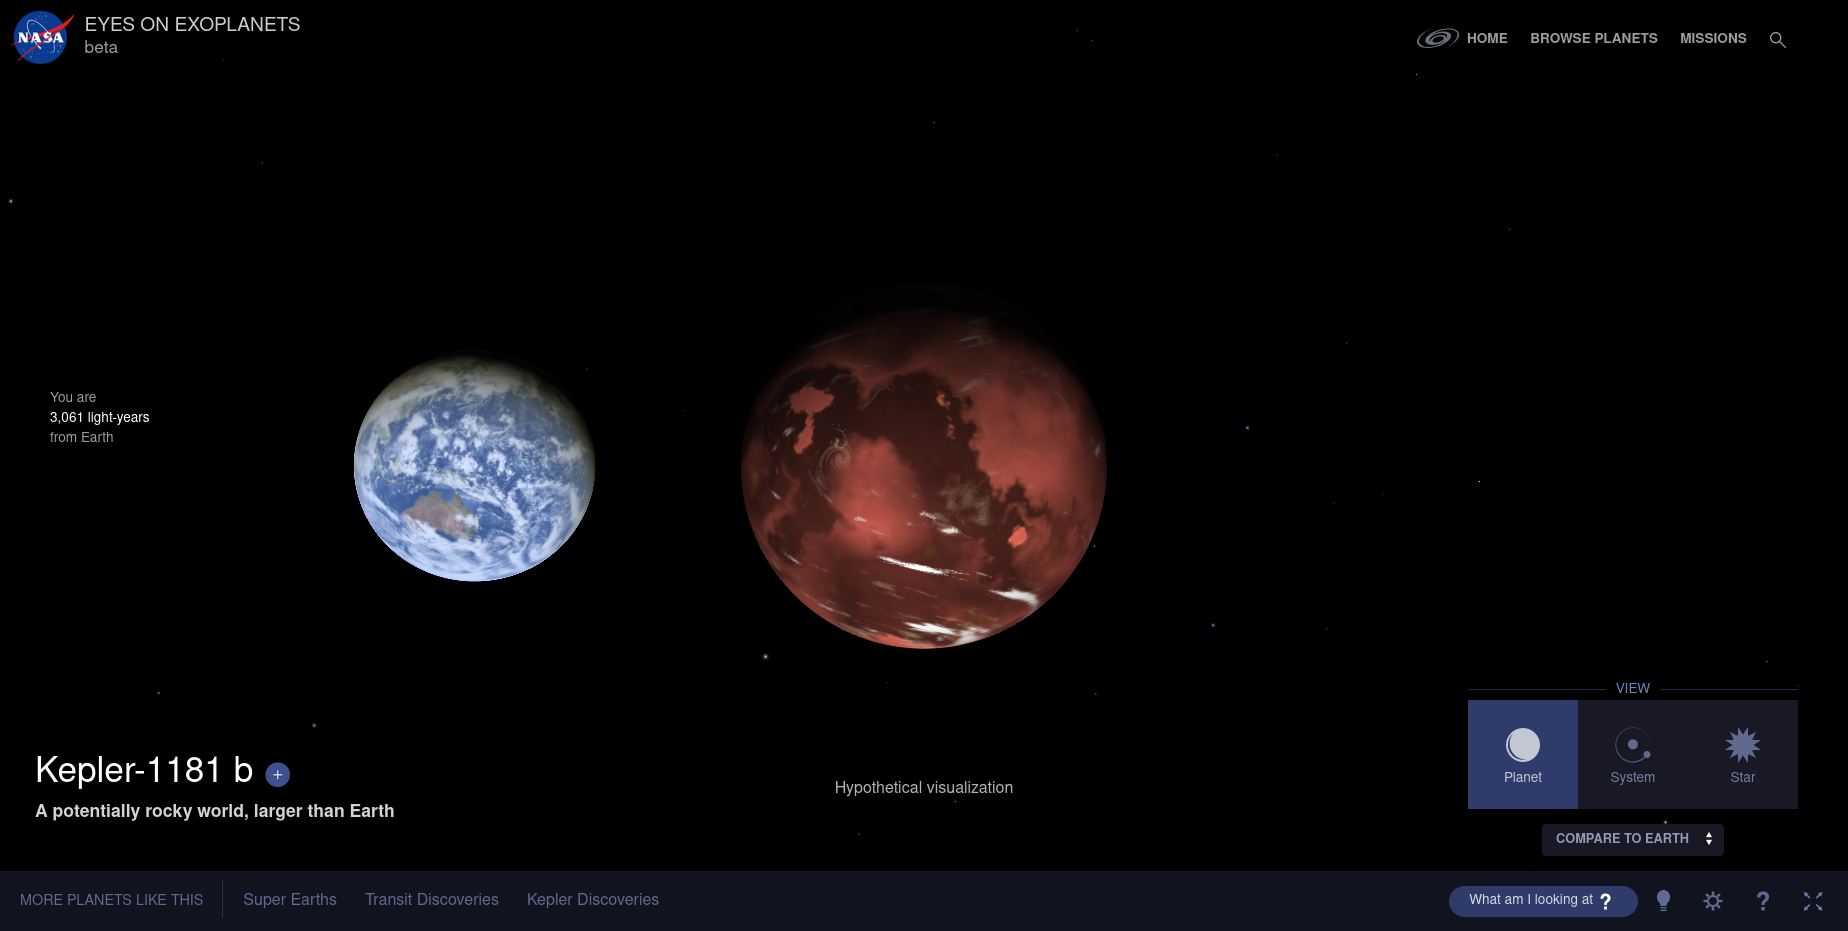 NASA
EYES ON EXOPLANETS
beta
HOME
BROWSE PLANETS
MISSIONS
You are
3,061 light-years
from Earth
Kepler-1181 b +
A potentially rocky world, larger than Earth
Hypothetical visualization
VIEW
Planet
System
Star
COMPARE TO EARTH
MORE PLANETS LIKE THIS
Super Earths
Transit Discoveries
Kepler Discoveries
What am I looking at ?
?